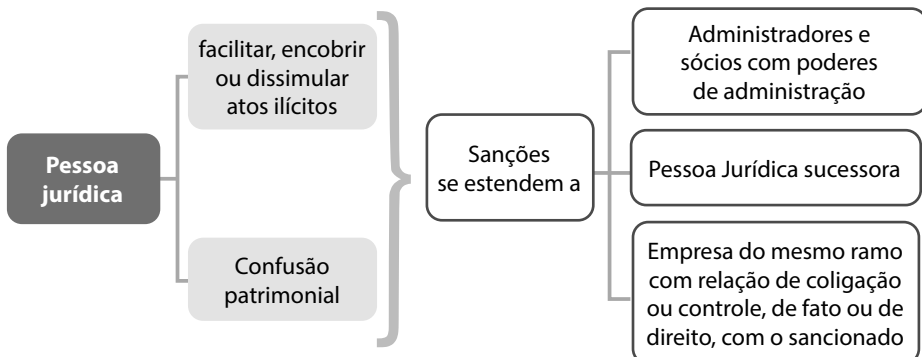 Pessoa
jurídica
facilitar, encobrir
ou dissimular
atos ilícitos
Confusão
patrimonial
Sanções
se estendem a
Administradores e
sócios com poderes
de administração
Pessoa Jurídica sucessora
Empresa do mesmo ramo
com relação de coligação
ou controle, de fato ou de
direito, com o sancionado